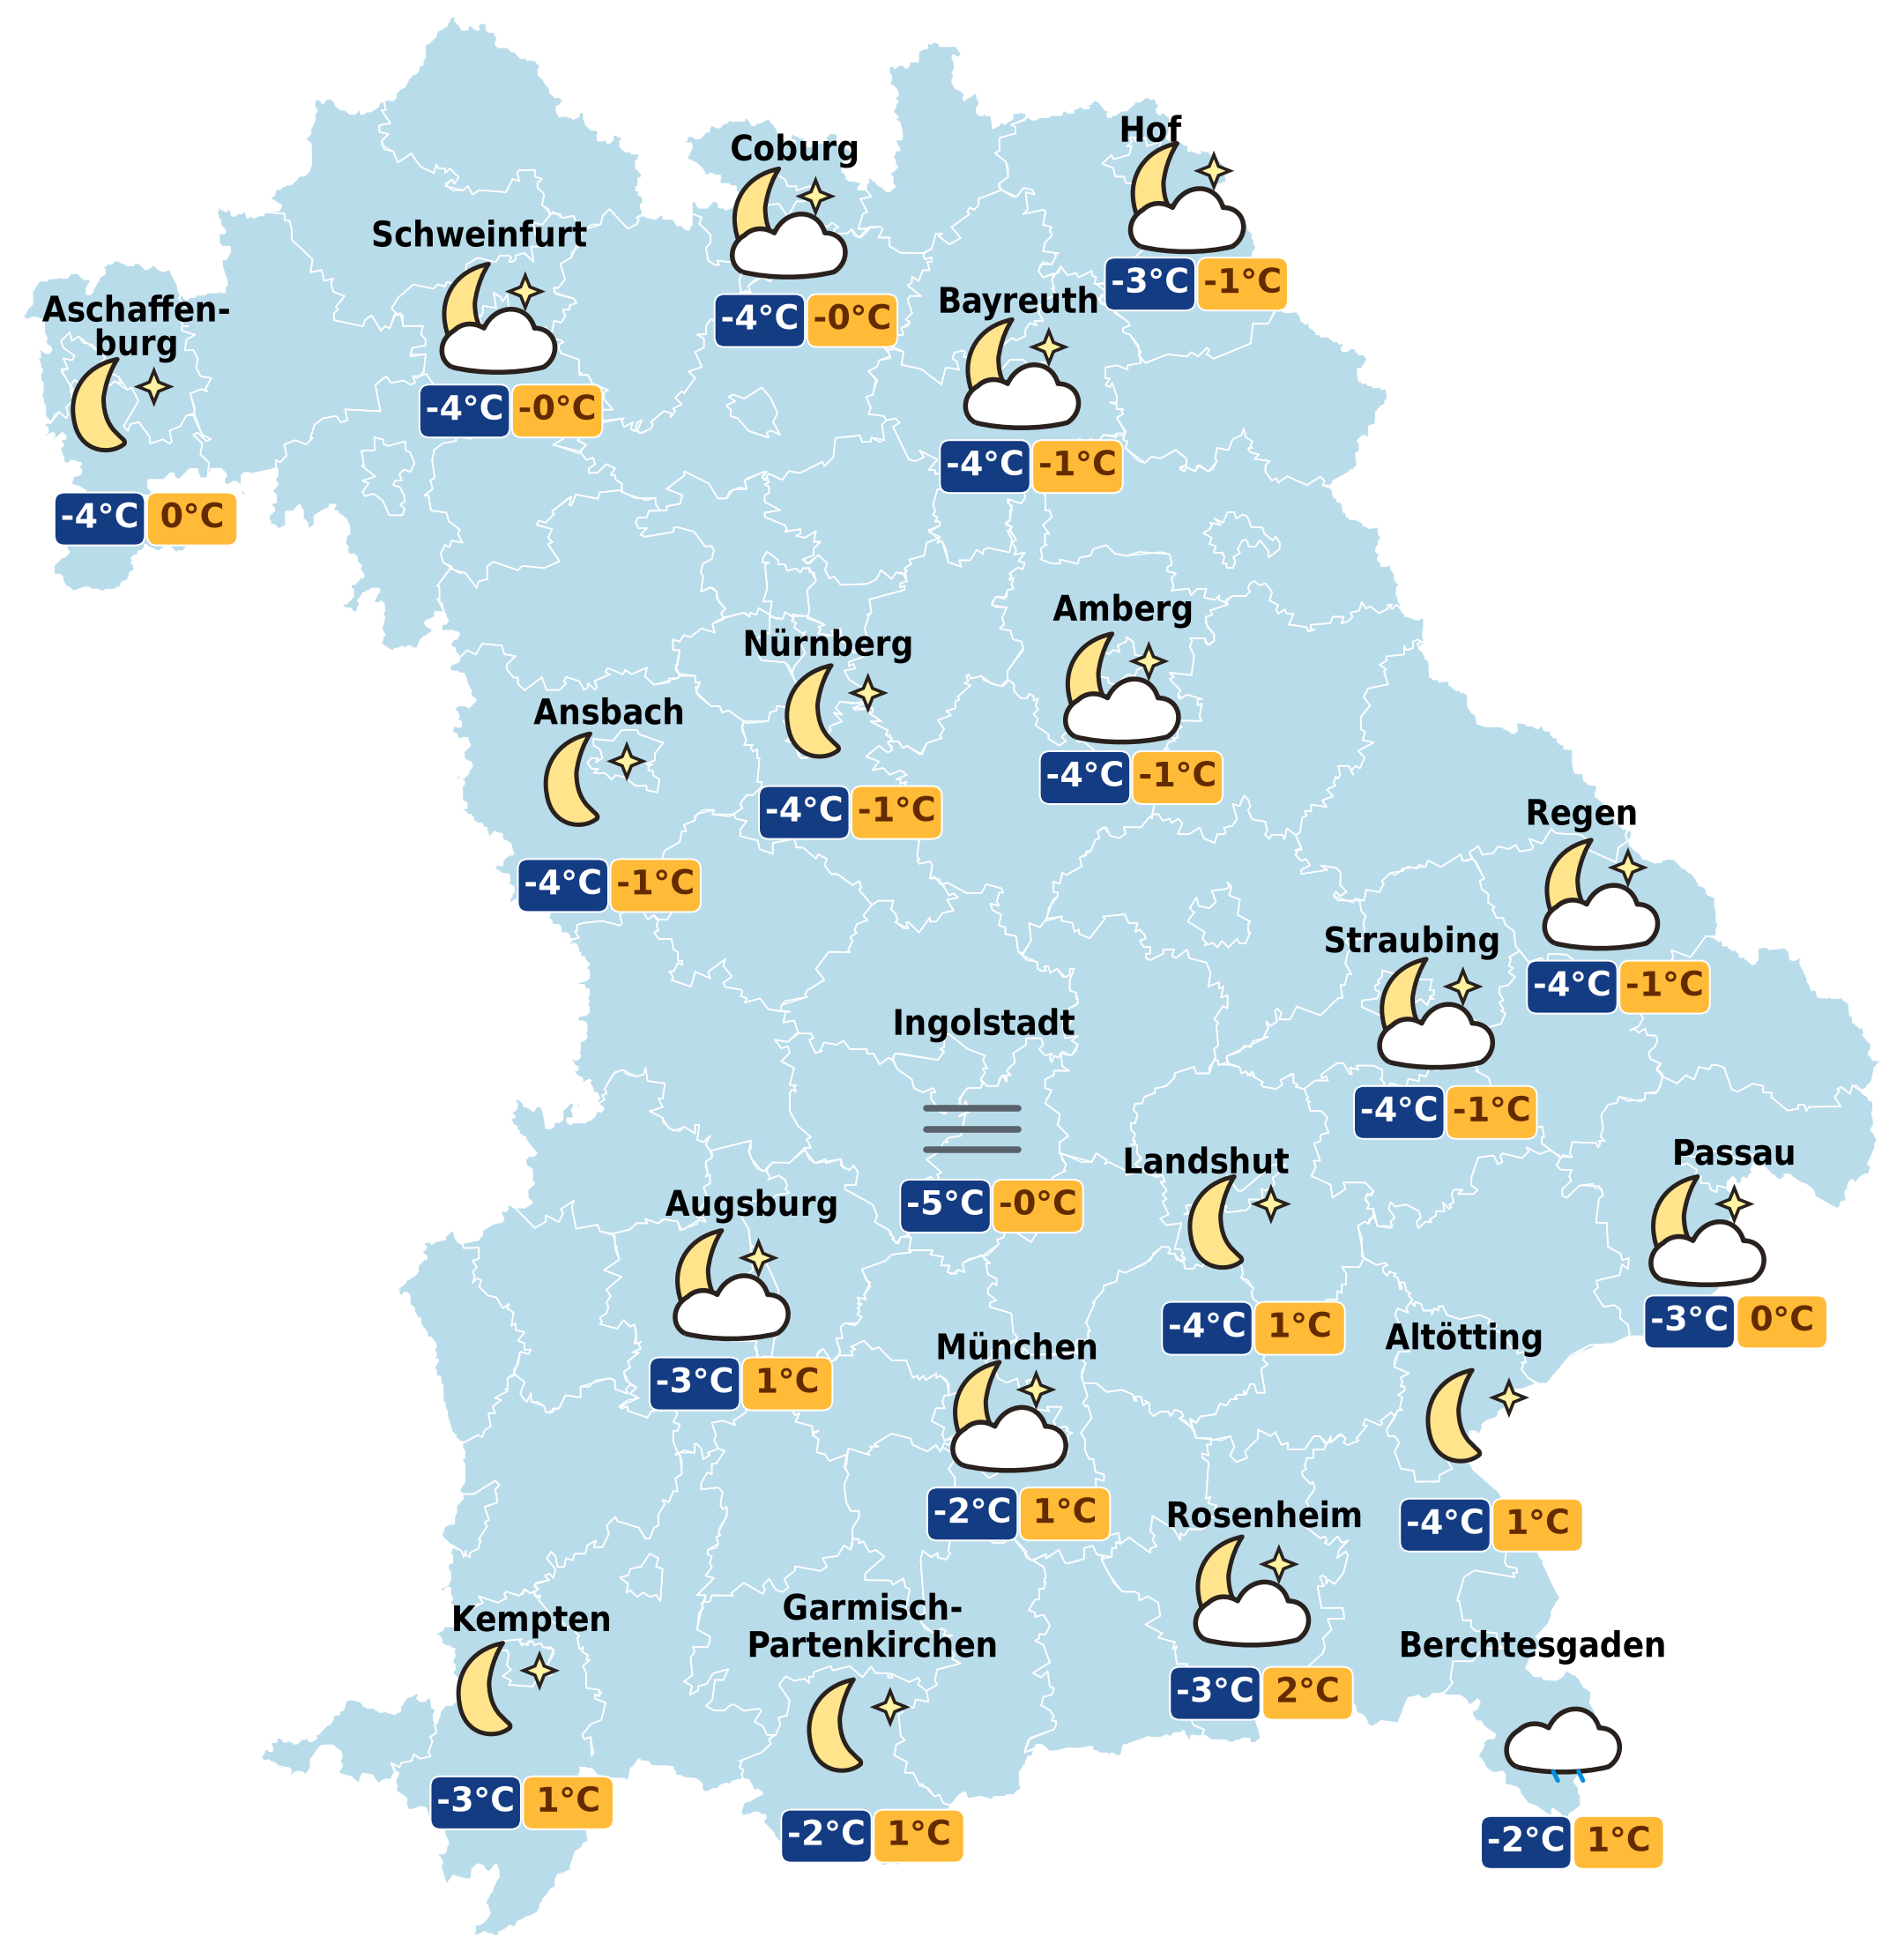 Hof
-3°C -1°C
Coburg
-4°C -0°C
Schweinfurt
-4°C -0°C
Bayreuth
-4°C -1°C
Aschaffen-
burg
-4°C 0°C
Amberg
-4°C -1°C
Nürnberg
-4°C -1°C
Ansbach
-4°C -1°C
Regen
-4°C -1°C
Straubing
-4°C -1°C
Ingolstadt
-5°C -0°C
Passau
-3°C 0°C
Landshut
-4°C 1°C
Augsburg
-3°C 1°C
Altötting
-4°C 1°C
München
-2°C 1°C
Rosenheim
-3°C 2°C
Kempten
-3°C 1°C
Garmisch-
Partenkirchen
-2°C 1°C
Berchtesgaden
-2°C 1°C